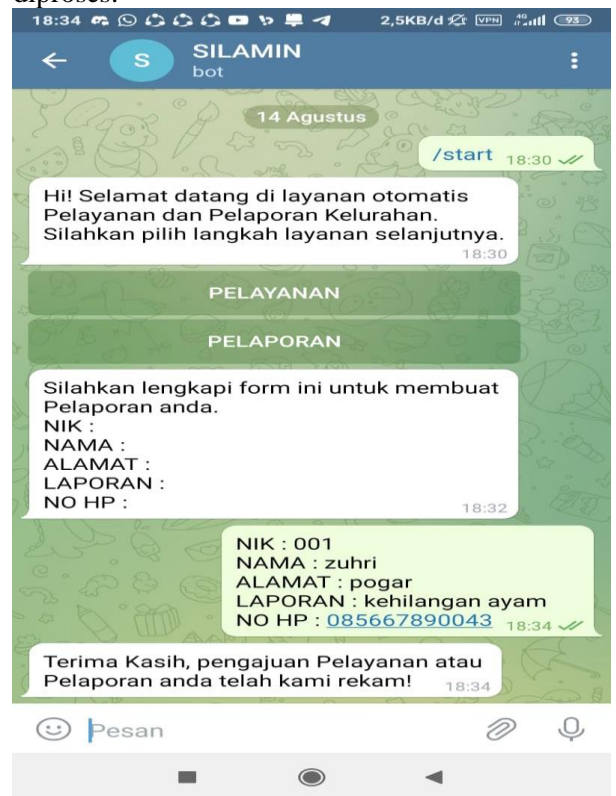 diproses.
18:34 2,5KB/d VPN 4G 93
S SILAMIN
bot
14 Agustus
/start 18:30
Hi! Selamat datang di layanan otomatis
Pelayanan dan Pelaporan Kelurahan.
Silahkan pilih langkah layanan selanjutnya.
18:30
PELAYANAN
PELAPORAN
Silahkan lengkapi form ini untuk membuat
Pelaporan anda.
NIK :
NAMA :
ALAMAT :
LAPORAN :
NO HP :
18:32
NIK : 001
NAMA : zuhri
ALAMAT : pogar
LAPORAN : kehilangan ayam
NO HP : 085667890043 18:34
Terima Kasih, pengajuan Pelayanan atau
Pelaporan anda telah kami rekam! 18:34
Pesan